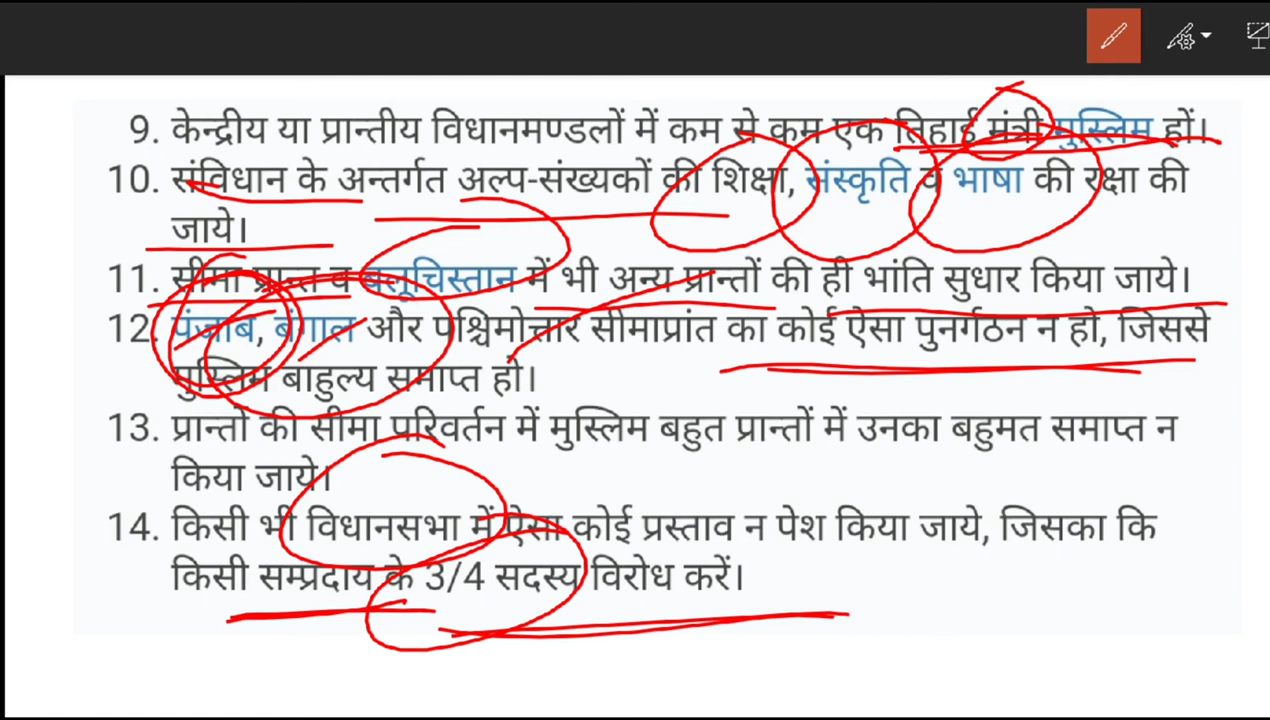 9. केन्द्रीय या प्रान्तीय विधानमण्डलों में कम से कम एक तिहाई मंत्री मुस्लिम हों।
10. संविधान के अन्तर्गत अल्प-संख्यकों की शिक्षा, संस्कृति व भाषा की रक्षा की
जाये।
11. सीमा प्रान्त व बलूचिस्तान में भी अन्य प्रान्तों की ही भांति सुधार किया जाये।
12. पंजाब, बंगाल और पश्चिमोत्तार सीमाप्रांत का कोई ऐसा पुनर्गठन न हो, जिससे
मुस्लिम बाहुल्य समाप्त हो।
13. प्रान्तो की सीमा परिवर्तन में मुस्लिम बहुत प्रान्तों में उनका बहुमत समाप्त न
किया जाये।
14. किसी भी विधानसभा में ऐसा कोई प्रस्ताव न पेश किया जाये, जिसका कि
किसी सम्प्रदाय के 3/4 सदस्य विरोध करें।